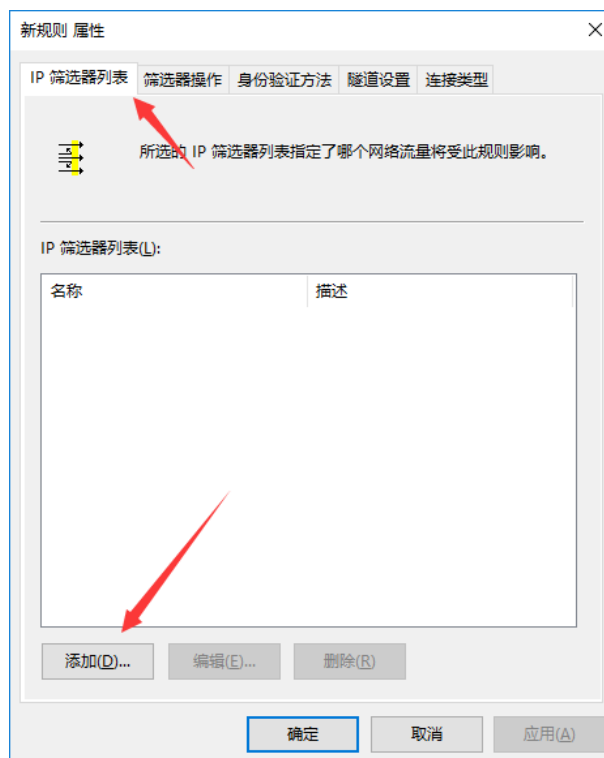 新规则 属性
IP 筛选器列表 筛选器操作 身份验证方法 隧道设置 连接类型
所选的 IP 筛选器列表指定了哪个网络流量将受此规则影响。
IP 筛选器列表(L):
名称 描述
添加(D)... 编辑(E)... 删除(R)
确定 取消 应用(A)